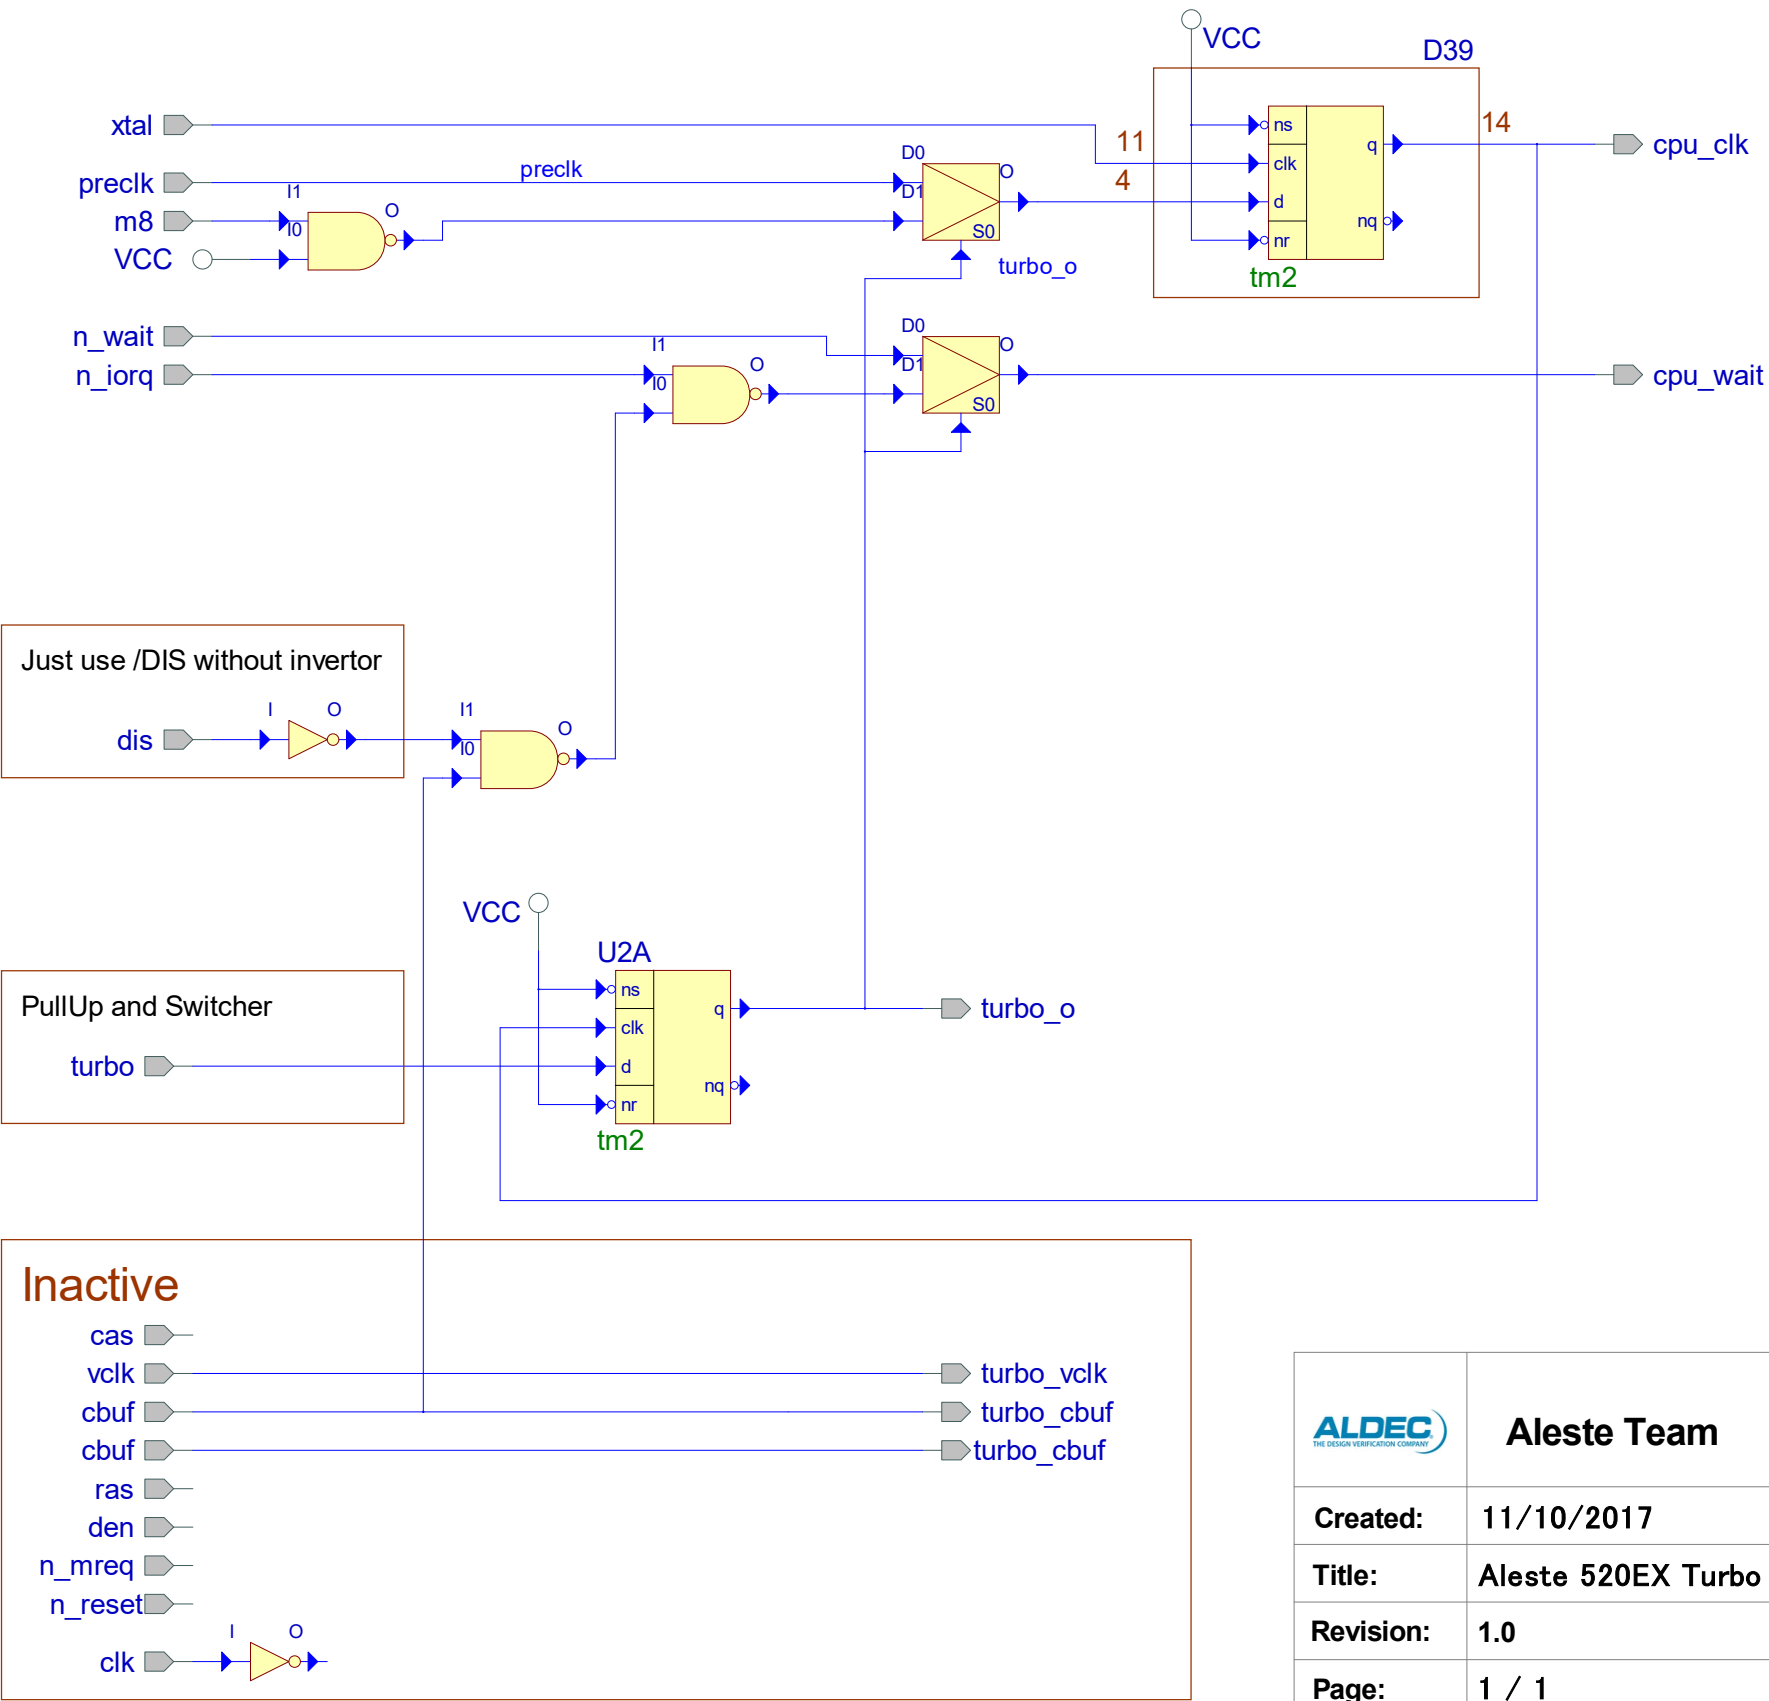 VCC
D39
xtal
11
ns
clk
d
nr
q
nq
14
cpu_clk
preclk
preclk
D0
D1
O
S0
4
m8
I1
I0
O
VCC
turbo_o
tm2
n_wait
n_iorq
I1
I0
O
D0
D1
O
S0
cpu_wait
Just use /DIS without invertor
dis
I
O
I1
I0
O
VCC
U2A
PullUp and Switcher
turbo
ns
clk
d
nr
q
nq
turbo_o
tm2
Inactive
cas
vclk
turbo_vclk
cbuf
turbo_cbuf
cbuf
turbo_cbuf
ras
den
n_mreq
n_reset
clk
I
O
ALDEC
THE DESIGN VERIFICATION COMPANY
Aleste Team
Created:
11/10/2017
Title:
Aleste 520EX Turbo
Revision:
1.0
Page:
1 / 1